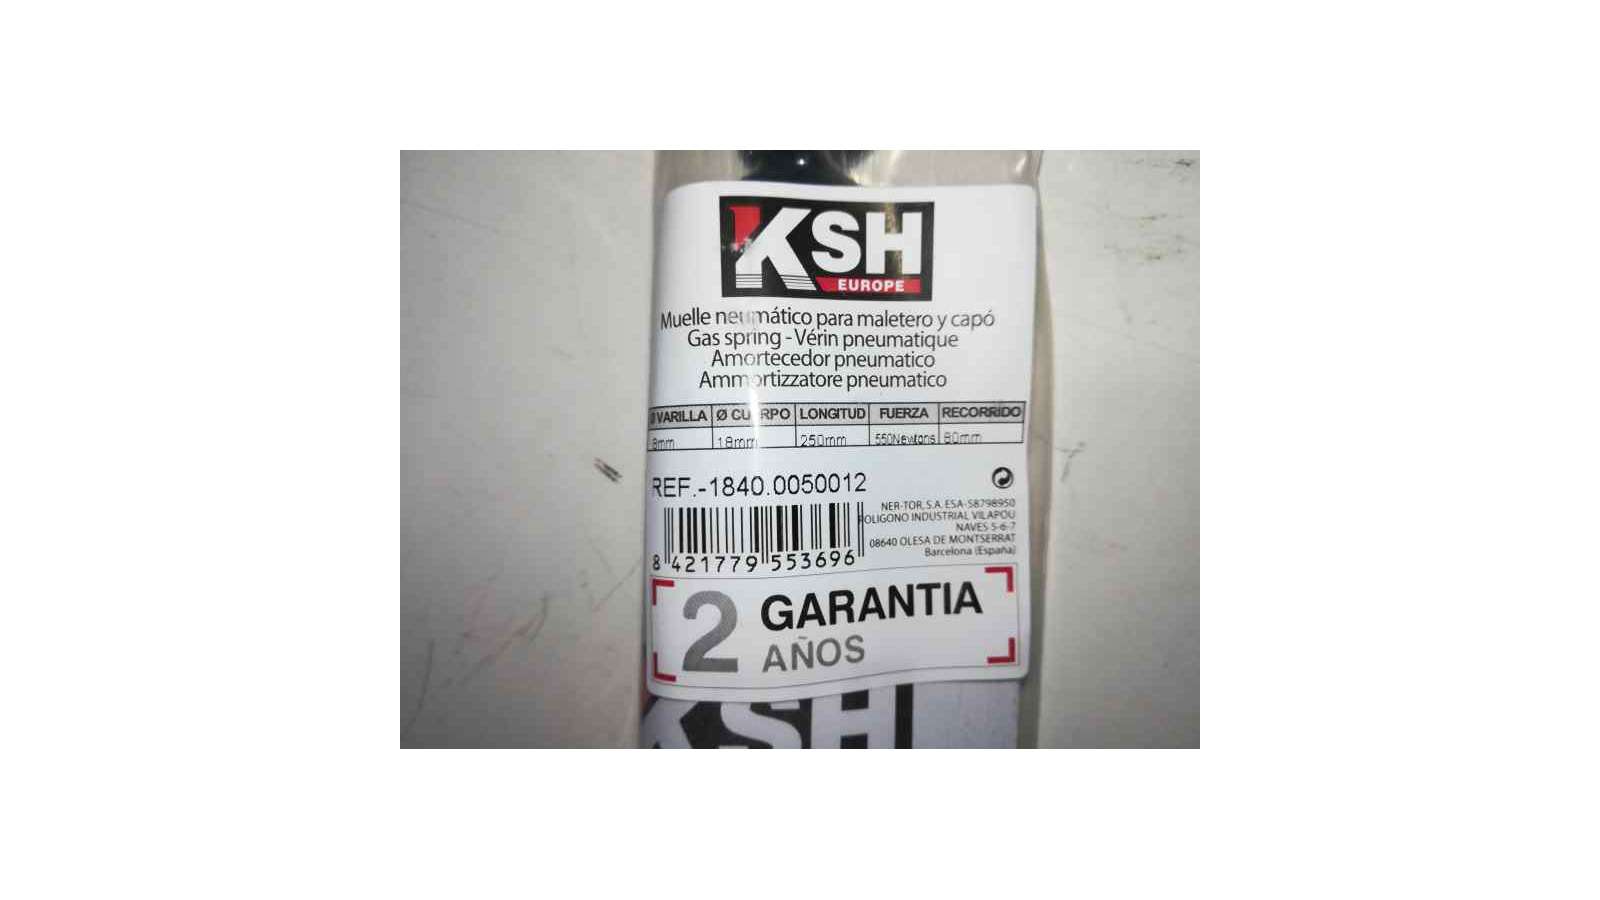 KSH
EUROPE
Muelle neumático para maletero y capó
Gas spring - Vérin pneumatique
Amortecedor pneumatico
Ammortizzatore pneumatico
Ø VARILLA Ø CUERPO LONGITUD FUERZA RECORRIDO
8mm 18mm 250mm 550Newtons 80mm
REF.-1840.0050012
NER-TOR, S.A. ESA-58798950
POLIGONO INDUSTRIAL VILAPOU
NAVES 5-6-7
08640 OLESA DE MONTSERRAT
Barcelona (España)
8 421779 553696
2 GARANTIA
AÑOS
KSH